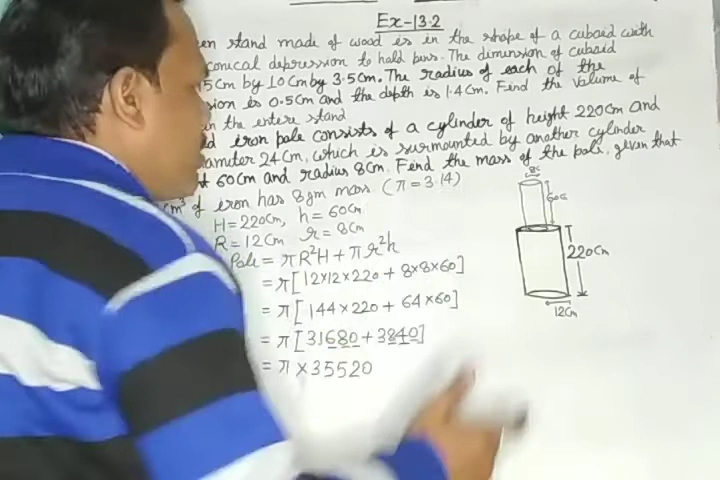 Ex-13.2
en stand made of wood is in the shape of a cuboid with
conical depression to hold pens. The dimension of cuboid
15cm by 10cm by 3.5cm. The radius of each of the
sion is 0.5cm and the depth is 1.4cm. Find the volume of
in the entere stand
d iron pole consists of a cylinder of height 220cm and
ameter 24cm, which is surmounted by another cylinder
60cm and radius 8cm. Find the mass of the pole, given that
cm³ of iron has 8gm mass. (π=3.14)
H=220cm, h=60cm
R=12cm r=8cm
Pole = πR²H + πr²h
= π[12×12×220 + 8×8×60]
= π[144×220 + 64×60]
= π[31680 + 3840]
= π×35520
220cm
12cm